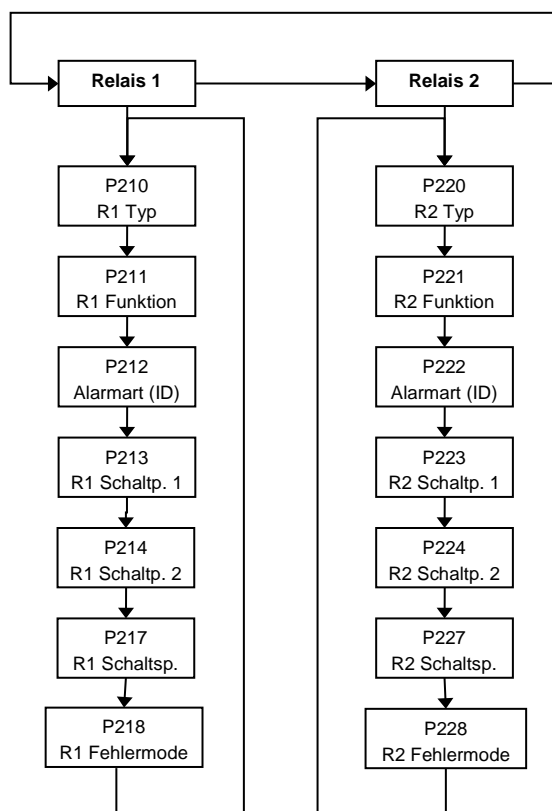 Relais 1
Relais 2
P210
R1 Typ
P211
R1 Funktion
P212
Alarmart (ID)
P213
R1 Schaltp. 1
P214
R1 Schaltp. 2
P217
R1 Schaltsp.
P218
R1 Fehlermode
P220
R2 Typ
P221
R2 Funktion
P222
Alarmart (ID)
P223
R2 Schaltp. 1
P224
R2 Schaltp. 2
P227
R2 Schaltsp.
P228
R2 Fehlermode